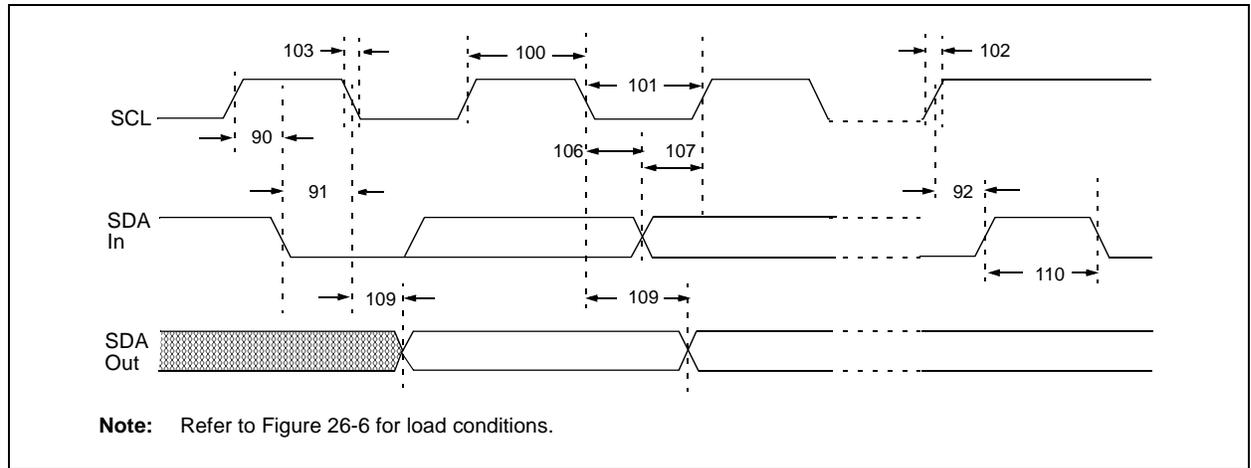 103
100
102
101
SCL
90
106
107
91
92
SDA
In
110
109
109
SDA
Out
Note: Refer to Figure 26-6 for load conditions.